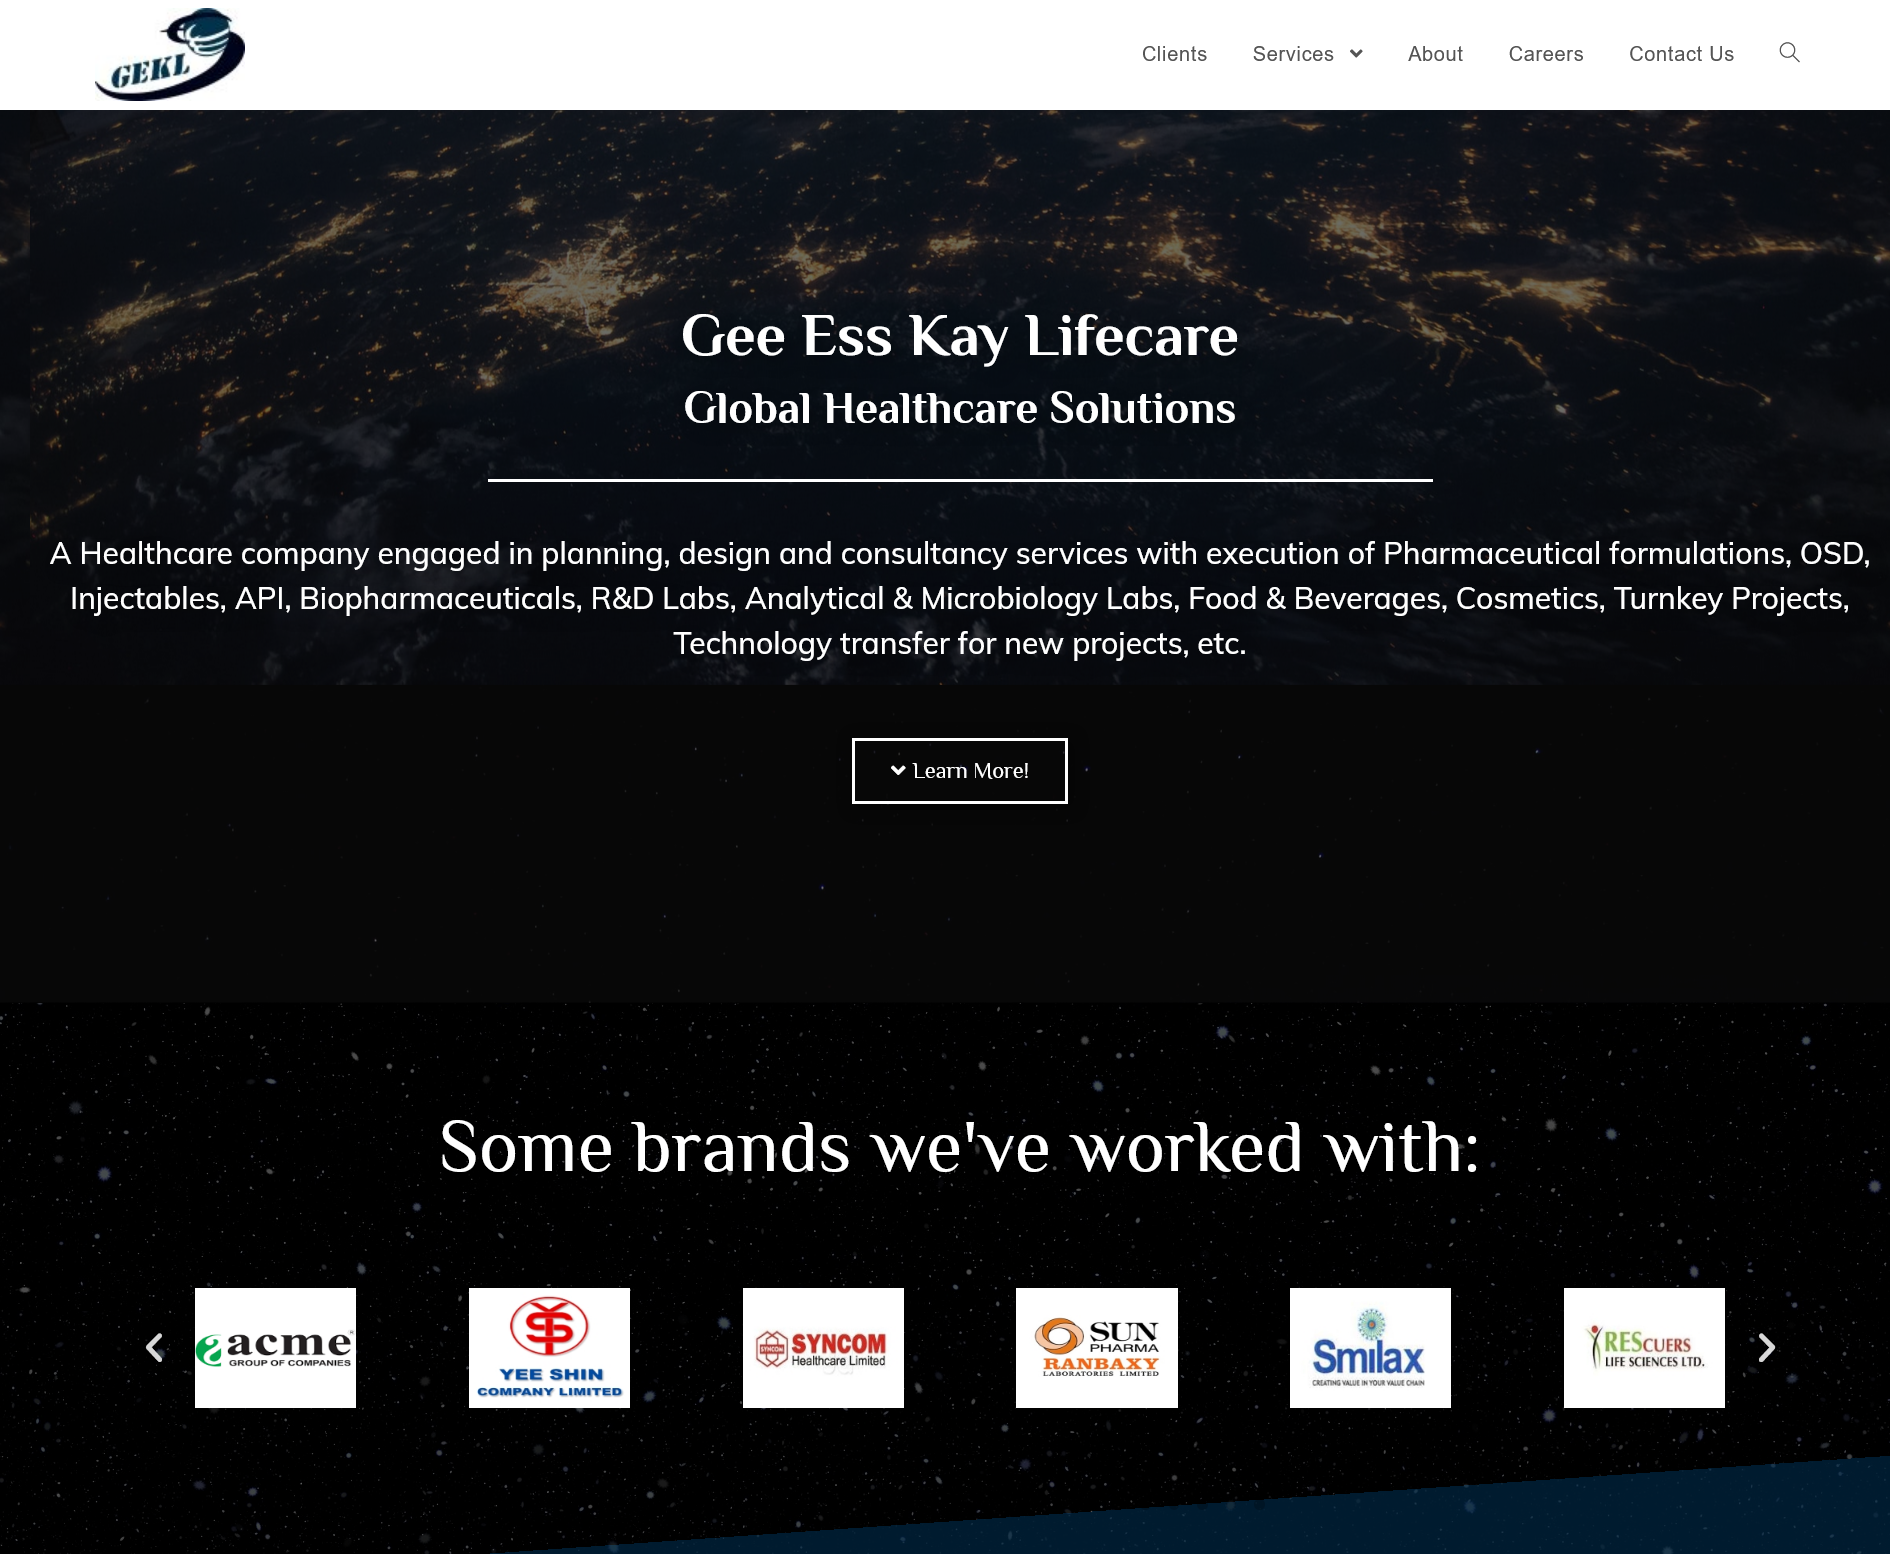 GEKL
Clients
Services
About
Careers
Contact Us
Gee Ess Kay Lifecare
Global Healthcare Solutions
A Healthcare company engaged in planning, design and consultancy services with execution of Pharmaceutical formulations, OSD,
Injectables, API, Biopharmaceuticals, R&D Labs, Analytical & Microbiology Labs, Food & Beverages, Cosmetics, Turnkey Projects,
Technology transfer for new projects, etc.
Learn More!
Some brands we've worked with:
acme
GROUP OF COMPANIES
YEE SHIN
COMPANY LIMITED
SYNCOM
SYNCOM
Healthcare Limited
SUN
PHARMA
RANBAXY
LABORATORIES LIMITED
Smilax
CREATING VALUE IN YOUR VALUE CHAIN
RESCUERS
LIFE SCIENCES LTD.